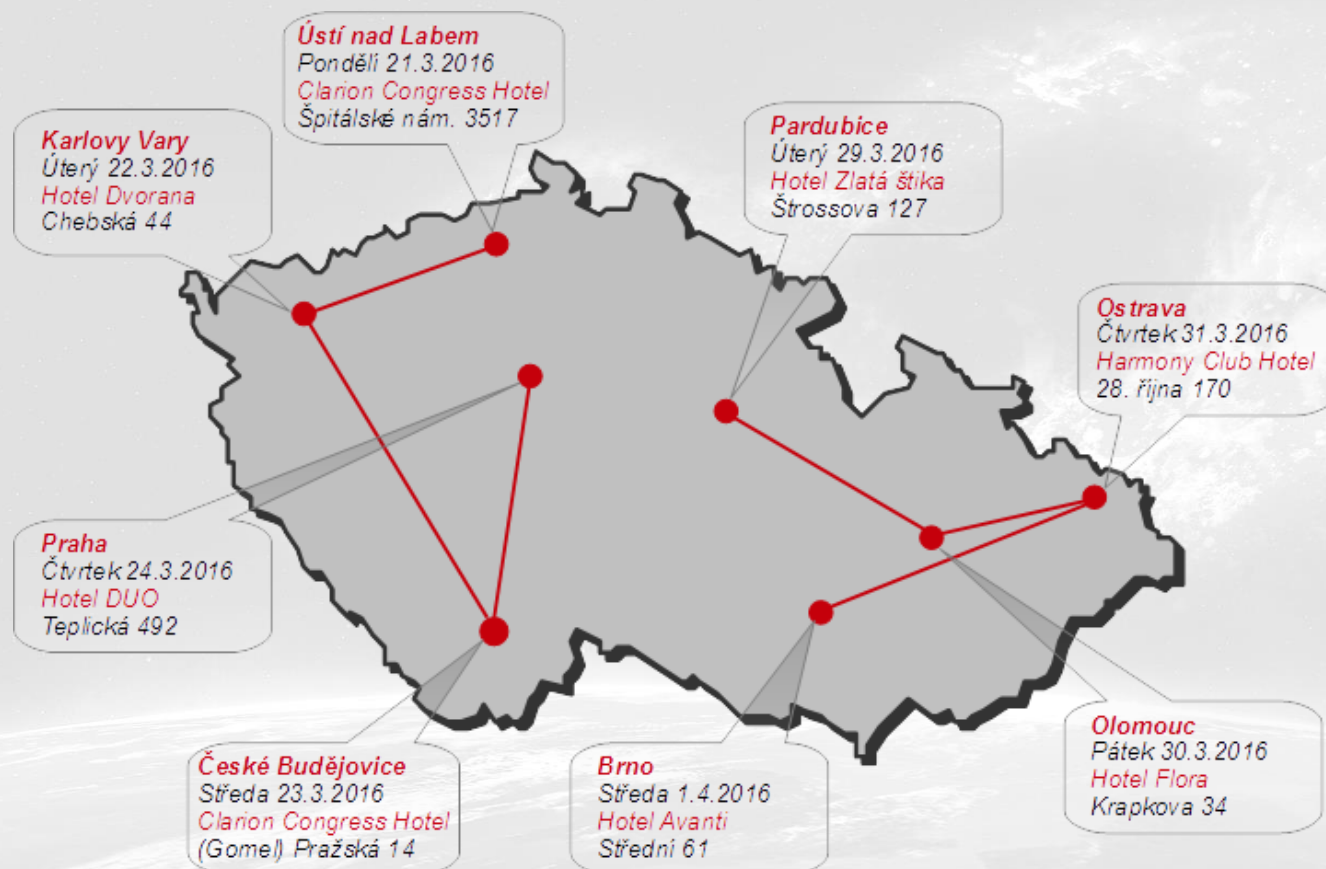 Ústí nad Labem
Pondělí 21.3.2016
Clarion Congress Hotel
Špitálské nám. 3517
Karlovy Vary
Úterý 22.3.2016
Hotel Dvorana
Chebská 44
Pardubice
Úterý 29.3.2016
Hotel Zlatá štika
Štrossova 127
Ostrava
Čtvrtek 31.3.2016
Harmony Club Hotel
28. října 170
Praha
Čtvrtek 24.3.2016
Hotel DUO
Teplická 492
České Budějovice
Středa 23.3.2016
Clarion Congress Hotel
(Gomel) Pražská 14
Brno
Středa 1.4.2016
Hotel Avanti
Střední 61
Olomouc
Pátek 30.3.2016
Hotel Flora
Krapkova 34